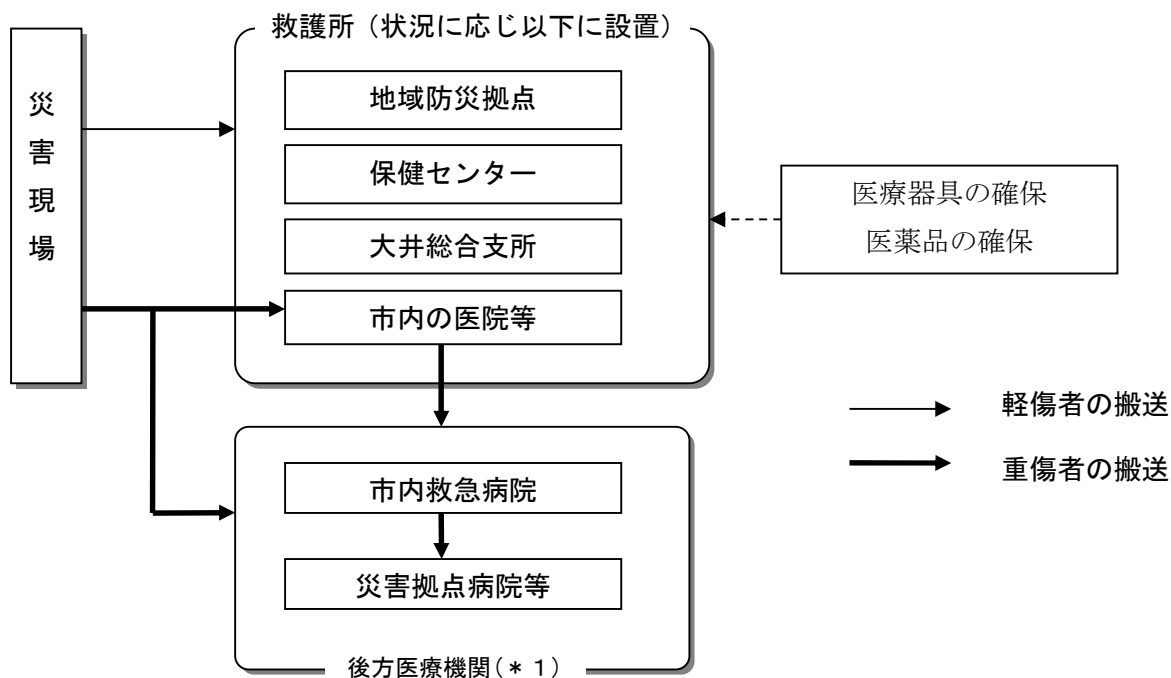 救護所（状況に応じ以下に設置）
災害現場
地域防災拠点
保健センター
大井総合支所
市内の医院等
医療器具の確保
医薬品の確保
軽傷者の搬送
重傷者の搬送
市内救急病院
災害拠点病院等
後方医療機関（＊１）